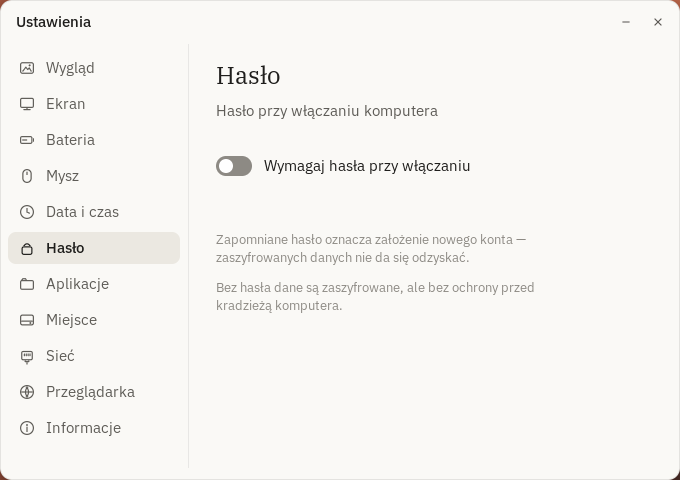 Ustawienia
Wygląd
Ekran
Bateria
Mysz
Data i czas
Hasło
Aplikacje
Miejsce
Sieć
Przeglądarka
Informacje
Hasło
Hasło przy włączaniu komputera
Wymagaj hasła przy włączaniu
Zapomniane hasło oznacza założenie nowego konta —
zaszyfrowanych danych nie da się odzyskać.
Bez hasła dane są zaszyfrowane, ale bez ochrony przed
kradzieżą komputera.